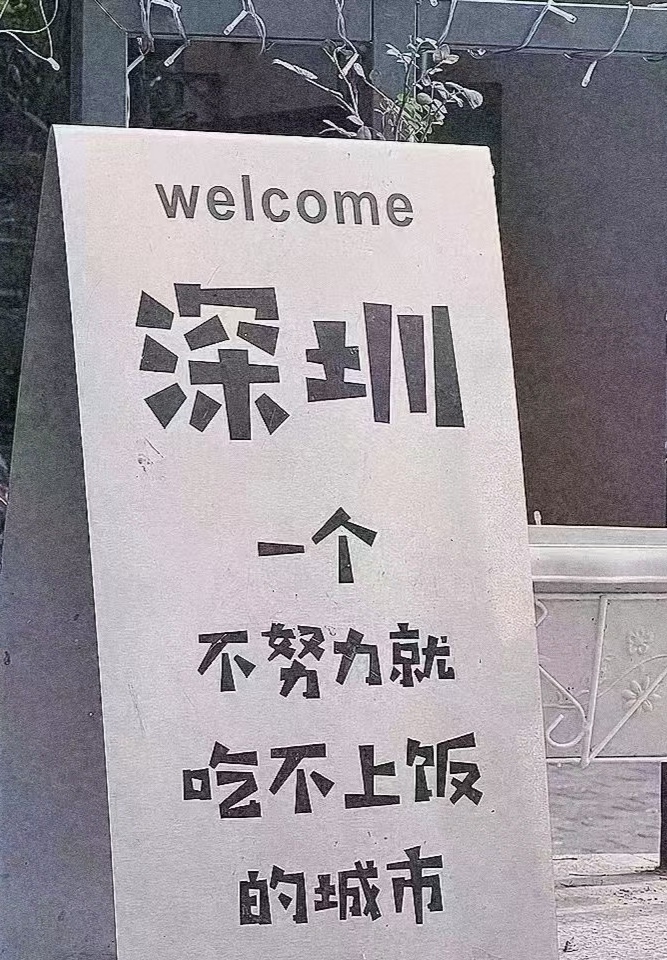 welcome
深圳
一个
不努力就
吃不上饭
的城市